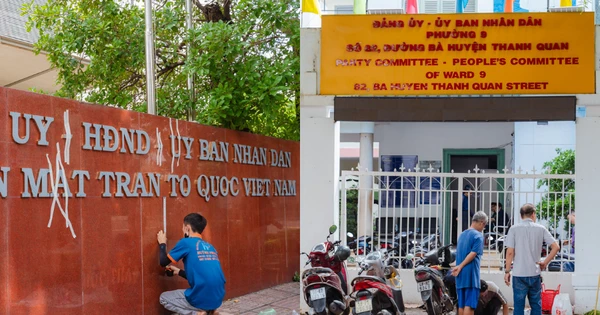 UY - HĐND - UY BAN NHAN DAN
N MAT TRAN TO QUOC VIET NAM
ĐẢNG ỦY - ỦY BAN NHÂN DÂN
PHƯỜNG 9
SỐ 82, ĐƯỜNG BÀ HUYỆN THANH QUAN
PARTY COMMITTEE - PEOPLE'S COMMITTEE
OF WARD 9
82 BA HUYEN THANH QUAN STREET